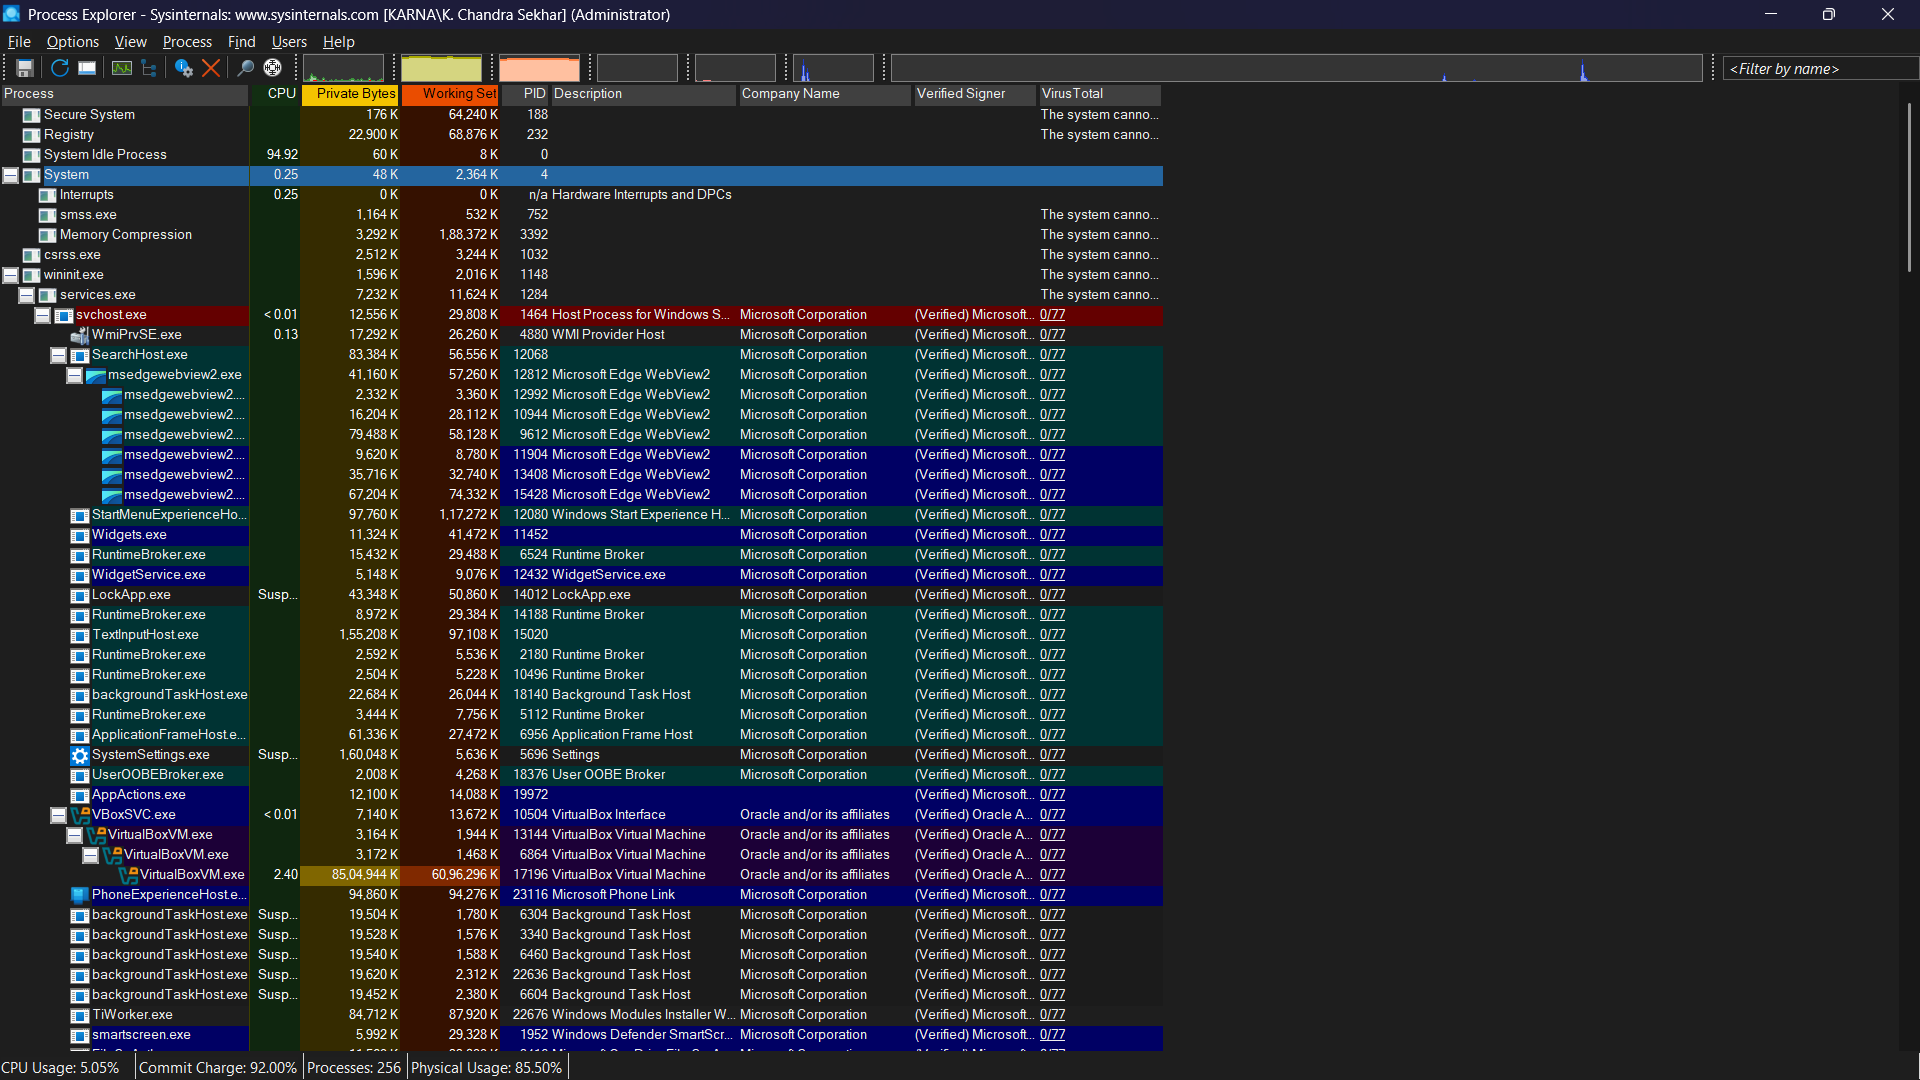 Process Explorer - Sysinternals: www.sysinternals.com [KARNA\K. Chandra Sekhar] (Administrator)
File Options View Process Find Users Help
<Filter by name>
Process CPU Private Bytes Working Set PID Description Company Name Verified Signer VirusTotal
Secure System 176 K 64,240 K 188 The system canno...
Registry 22,900 K 68,876 K 232 The system canno...
System Idle Process 94.92 60 K 8 K 0
System 0.25 48 K 2,364 K 4
Interrupts 0.25 0 K 0 K n/a Hardware Interrupts and DPCs
smss.exe 1,164 K 532 K 752 The system canno...
Memory Compression 3,292 K 1,88,372 K 3392 The system canno...
csrss.exe 2,512 K 3,244 K 1032 The system canno...
wininit.exe 1,596 K 2,016 K 1148 The system canno...
services.exe 7,232 K 11,624 K 1284 The system canno...
svchost.exe < 0.01 12,556 K 29,808 K 1464 Host Process for Windows S... Microsoft Corporation (Verified) Microsoft... 0/77
WmiPrvSE.exe 0.13 17,292 K 26,260 K 4880 WMI Provider Host Microsoft Corporation (Verified) Microsoft... 0/77
SearchHost.exe 83,384 K 56,556 K 12068 Microsoft Corporation (Verified) Microsoft... 0/77
msedgewebview2.exe 41,160 K 57,260 K 12812 Microsoft Edge WebView2 Microsoft Corporation (Verified) Microsoft... 0/77
msedgewebview2.... 2,332 K 3,360 K 12992 Microsoft Edge WebView2 Microsoft Corporation (Verified) Microsoft... 0/77
msedgewebview2.... 16,204 K 28,112 K 10944 Microsoft Edge WebView2 Microsoft Corporation (Verified) Microsoft... 0/77
msedgewebview2.... 79,488 K 58,128 K 9612 Microsoft Edge WebView2 Microsoft Corporation (Verified) Microsoft... 0/77
msedgewebview2.... 9,620 K 8,780 K 11904 Microsoft Edge WebView2 Microsoft Corporation (Verified) Microsoft... 0/77
msedgewebview2.... 35,716 K 32,740 K 13408 Microsoft Edge WebView2 Microsoft Corporation (Verified) Microsoft... 0/77
msedgewebview2.... 67,204 K 74,332 K 15428 Microsoft Edge WebView2 Microsoft Corporation (Verified) Microsoft... 0/77
StartMenuExperienceHo... 97,760 K 1,17,272 K 12080 Windows Start Experience H... Microsoft Corporation (Verified) Microsoft... 0/77
Widgets.exe 11,324 K 41,472 K 11452 Microsoft Corporation (Verified) Microsoft... 0/77
RuntimeBroker.exe 15,432 K 29,488 K 6524 Runtime Broker Microsoft Corporation (Verified) Microsoft... 0/77
WidgetService.exe 5,148 K 9,076 K 12432 WidgetService.exe Microsoft Corporation (Verified) Microsoft... 0/77
LockApp.exe Susp... 43,348 K 50,860 K 14012 LockApp.exe Microsoft Corporation (Verified) Microsoft... 0/77
RuntimeBroker.exe 8,972 K 29,384 K 14188 Runtime Broker Microsoft Corporation (Verified) Microsoft... 0/77
TextInputHost.exe 1,55,208 K 97,108 K 15020 Microsoft Corporation (Verified) Microsoft... 0/77
RuntimeBroker.exe 2,592 K 5,536 K 2180 Runtime Broker Microsoft Corporation (Verified) Microsoft... 0/77
RuntimeBroker.exe 2,504 K 5,228 K 10496 Runtime Broker Microsoft Corporation (Verified) Microsoft... 0/77
backgroundTaskHost.exe 22,684 K 26,044 K 18140 Background Task Host Microsoft Corporation (Verified) Microsoft... 0/77
RuntimeBroker.exe 3,444 K 7,756 K 5112 Runtime Broker Microsoft Corporation (Verified) Microsoft... 0/77
ApplicationFrameHost.e... 61,336 K 27,472 K 6956 Application Frame Host Microsoft Corporation (Verified) Microsoft... 0/77
SystemSettings.exe Susp... 1,60,048 K 5,636 K 5696 Settings Microsoft Corporation (Verified) Microsoft... 0/77
UserOOBEBroker.exe 2,008 K 4,268 K 18376 User OOBE Broker Microsoft Corporation (Verified) Microsoft... 0/77
AppActions.exe 12,100 K 14,088 K 19972 (Verified) Microsoft... 0/77
VBoxSVC.exe < 0.01 7,140 K 13,672 K 10504 VirtualBox Interface Oracle and/or its affiliates (Verified) Oracle A... 0/77
VirtualBoxVM.exe 3,164 K 1,944 K 13144 VirtualBox Virtual Machine Oracle and/or its affiliates (Verified) Oracle A... 0/77
VirtualBoxVM.exe 3,172 K 1,468 K 6864 VirtualBox Virtual Machine Oracle and/or its affiliates (Verified) Oracle A... 0/77
VirtualBoxVM.exe 2.40 85,04,944 K 60,96,296 K 17196 VirtualBox Virtual Machine Oracle and/or its affiliates (Verified) Oracle A... 0/77
PhoneExperienceHost.e... 94,860 K 94,276 K 23116 Microsoft Phone Link Microsoft Corporation (Verified) Microsoft... 0/77
backgroundTaskHost.exe Susp... 19,504 K 1,780 K 6304 Background Task Host Microsoft Corporation (Verified) Microsoft... 0/77
backgroundTaskHost.exe Susp... 19,528 K 1,576 K 3340 Background Task Host Microsoft Corporation (Verified) Microsoft... 0/77
backgroundTaskHost.exe Susp... 19,540 K 1,588 K 6460 Background Task Host Microsoft Corporation (Verified) Microsoft... 0/77
backgroundTaskHost.exe Susp... 19,620 K 2,312 K 22636 Background Task Host Microsoft Corporation (Verified) Microsoft... 0/77
backgroundTaskHost.exe Susp... 19,452 K 2,380 K 6604 Background Task Host Microsoft Corporation (Verified) Microsoft... 0/77
TiWorker.exe 84,712 K 87,920 K 22676 Windows Modules Installer W... Microsoft Corporation (Verified) Microsoft... 0/77
smartscreen.exe 5,992 K 29,328 K 1952 Windows Defender SmartScr... Microsoft Corporation (Verified) Microsoft... 0/77
CPU Usage: 5.05% Commit Charge: 92.00% Processes: 256 Physical Usage: 85.50%